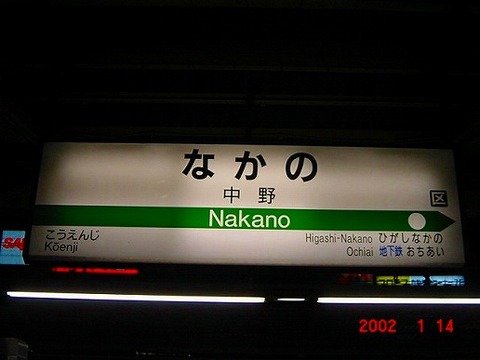 なかの
中野
区
Nakano
こうえんじ
Kōenji
Higashi-Nakano ひがしなかの
Ochiai 地下鉄 おちあい
2002 1 14